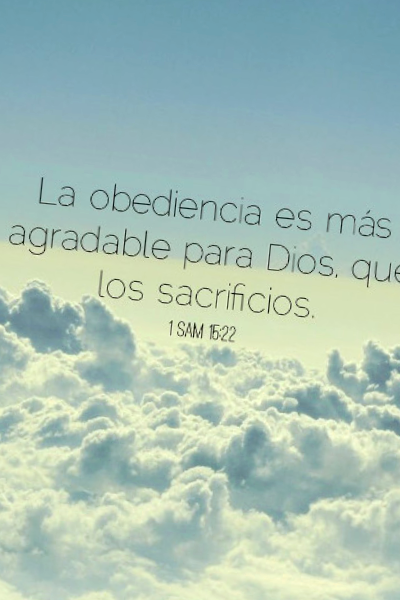 La obediencia es más
agradable para Dios, que
los sacrificios.
1 SAM 15:22